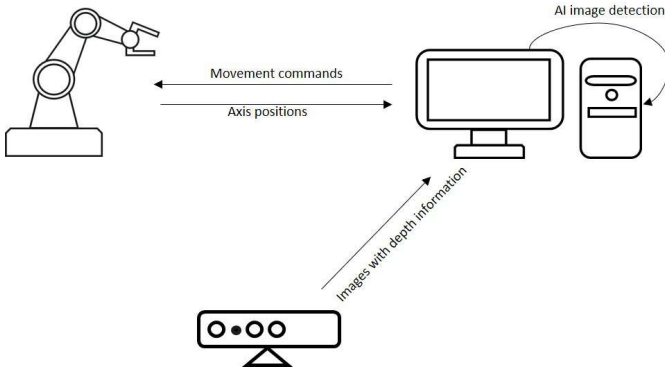 AI image detection
Movement commands
Axis positions
Images with depth information